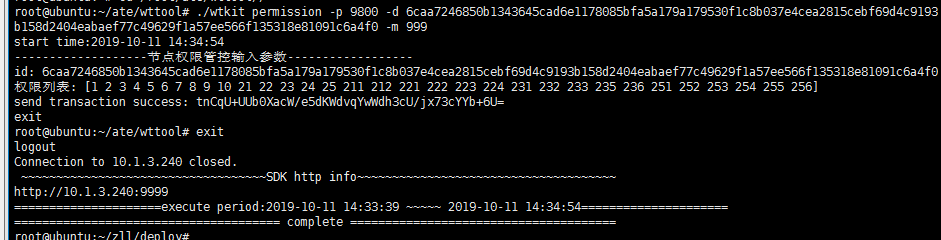 root@ubuntu:~/ate/wttool# ./wtkit permission -p 9800 -d 6caa7246850b1343645cad6e1178085bfa5a179a179530f1c8b037e4cea2815cebf69d4c9193
b158d2404eabaef77c49629f1a57ee566f135318e81091c6a4f0 -m 999
start time:2019-10-11 14:34:54
-------------------节点权限管控输入参数------------------
id: 6caa7246850b1343645cad6e1178085bfa5a179a179530f1c8b037e4cea2815cebf69d4c9193b158d2404eabaef77c49629f1a57ee566f135318e81091c6a4f0
权限列表: [1 2 3 4 5 6 7 8 9 10 21 22 23 24 25 211 212 221 222 223 224 231 232 233 235 236 251 252 253 254 255 256]
send transaction success: tnCqU+UUb0XacW/e5dKWdvqYwWdh3cU/jx73cYYb+6U=
exit
root@ubuntu:~/ate/wttool# exit
logout
Connection to 10.1.3.240 closed.
~~~~~~~~~~~~~~~~~~~~~~~~~~~~~~~~~~~SDK http info~~~~~~~~~~~~~~~~~~~~~~~~~~~~~~~~~~~~~
http://10.1.3.240:9999
=====================execute period:2019-10-11 14:33:39 ~~~~~ 2019-10-11 14:34:54=====================
====================================== complete ======================================
root@ubuntu:~/zll/deploy#